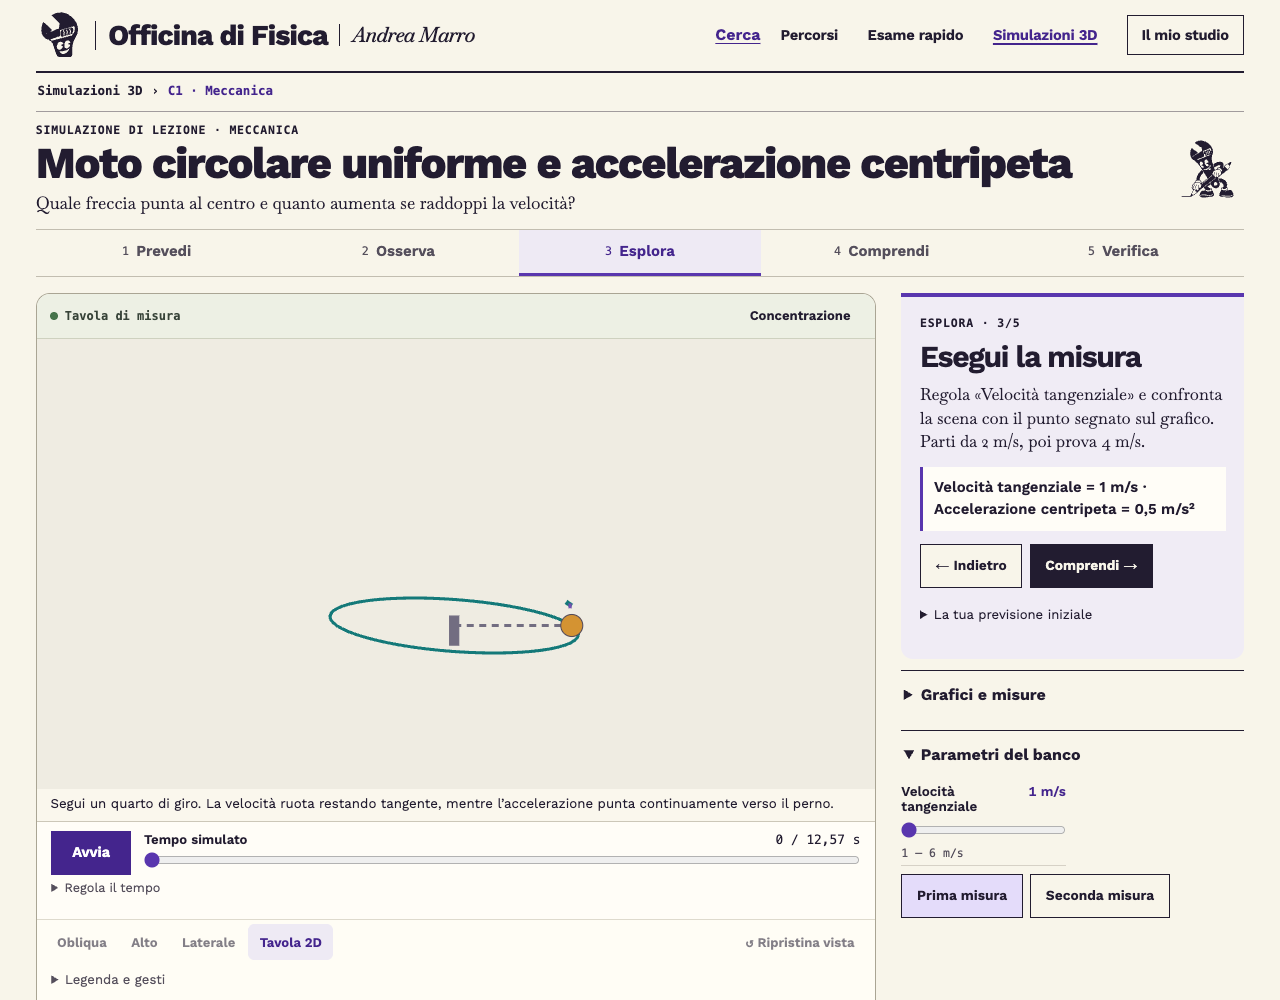 Officina di Fisica
Andrea Marro
Cerca
Percorsi
Esame rapido
Simulazioni 3D
Il mio studio
Simulazioni 3D › C1 · Meccanica
SIMULAZIONE DI LEZIONE · MECCANICA
Moto circolare uniforme e accelerazione centripeta
Quale freccia punta al centro e quanto aumenta se raddoppi la velocità?
1 Prevedi
2 Osserva
3 Esplora
4 Comprendi
5 Verifica
Tavola di misura
Concentrazione
Segui un quarto di giro. La velocità ruota restando tangente, mentre l’accelerazione punta continuamente verso il perno.
Avvia
Tempo simulato
0 / 12,57 s
▶ Regola il tempo
Obliqua
Alto
Laterale
Tavola 2D
↺ Ripristina vista
▶ Legenda e gesti
ESPLORA · 3/5
Esegui la misura
Regola «Velocità tangenziale» e confronta
la scena con il punto segnato sul grafico.
Parti da 2 m/s, poi prova 4 m/s.
Velocità tangenziale = 1 m/s ·
Accelerazione centripeta = 0,5 m/s²
← Indietro
Comprendi →
▶ La tua previsione iniziale
▶ Grafici e misure
▼ Parametri del banco
Velocità
tangenziale
1 m/s
1 – 6 m/s
Prima misura
Seconda misura